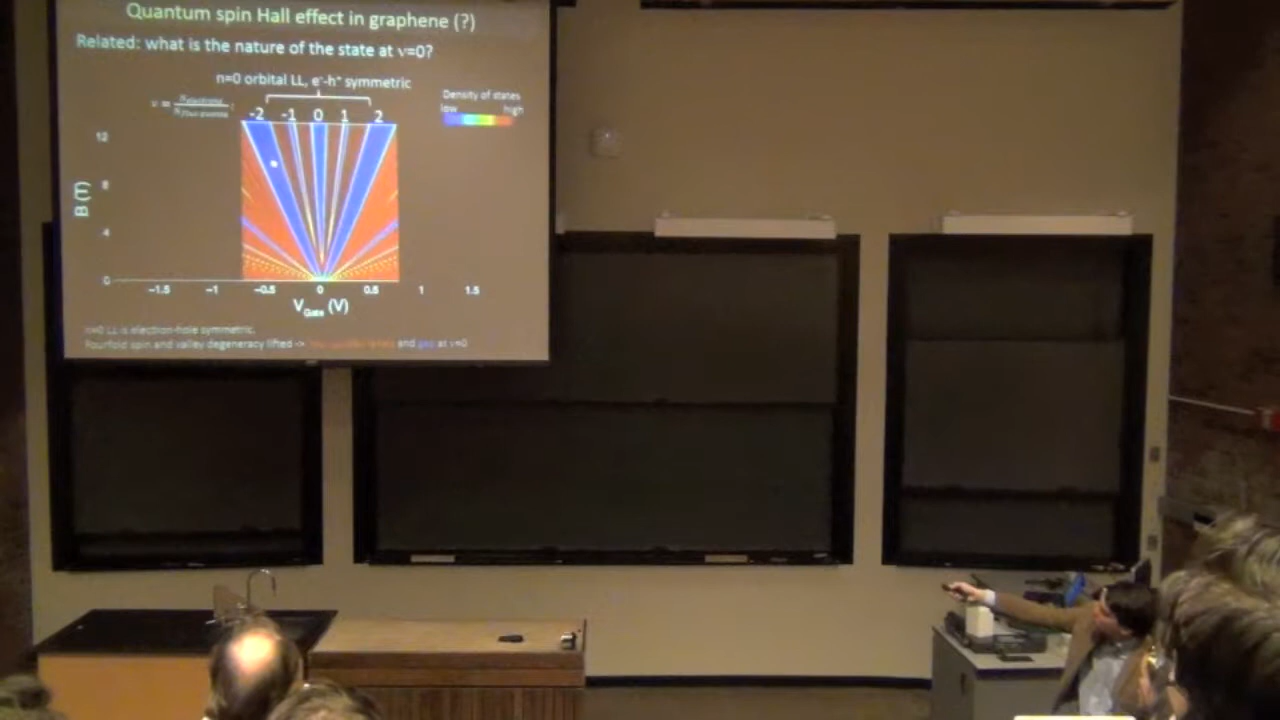 Quantum spin Hall effect in graphene (?)
Related: what is the nature of the state at ν=0?
n=0 orbital LL, e⁻-h⁺ symmetric
Density of states
low high
ν =
-2 -1 0 1 2
12
8
4
0
B (T)
-1.5 -1 -0.5 0 0.5 1 1.5
V_Gate (V)
n=0 LL is electron-hole symmetric.
Fourfold spin and valley degeneracy lifted -> and gap at ν=0